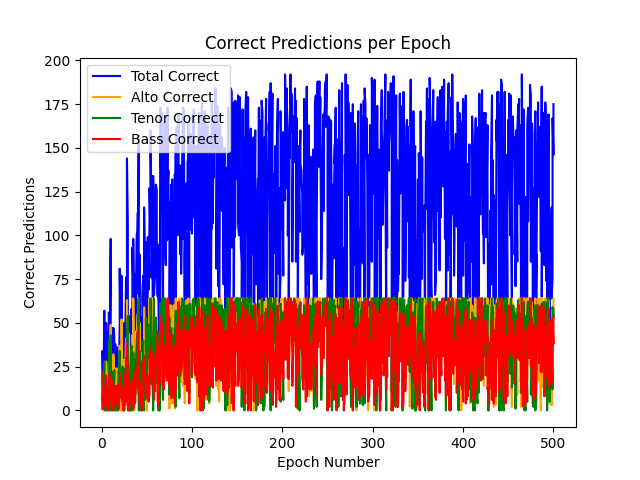 Correct Predictions per Epoch
Total Correct
Alto Correct
Tenor Correct
Bass Correct
200
175
150
125
100
75
50
25
0
Correct Predictions
0
100
200
300
400
500
Epoch Number